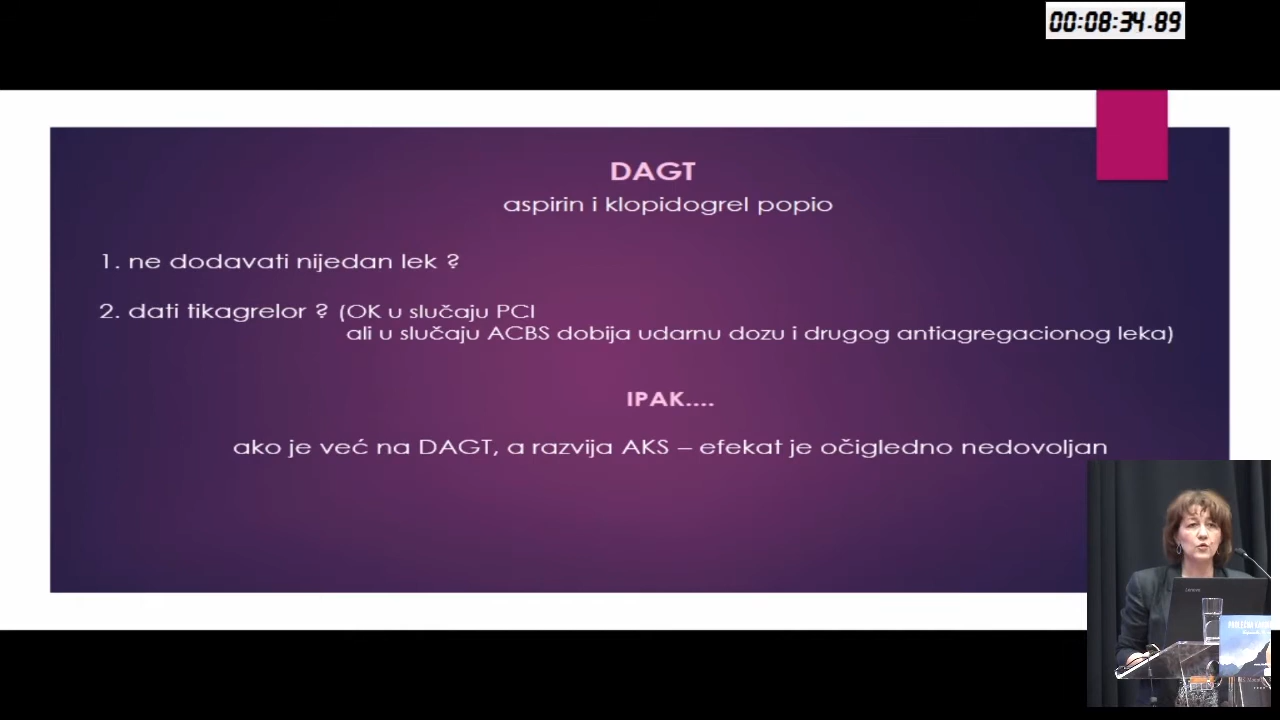 00:08:34.89
DAGT
aspirin i klopidogrel popio
1. ne dodavati nijedan lek ?
2. dati tikagrelor ? (OK u slučaju PCI
ali u slučaju ACBS dobija udarnu dozu i drugog antiagregacionog leka)
IPAK....
ako je već na DAGT, a razvija AKS – efekat je očigledno nedovoljan
Lenovo